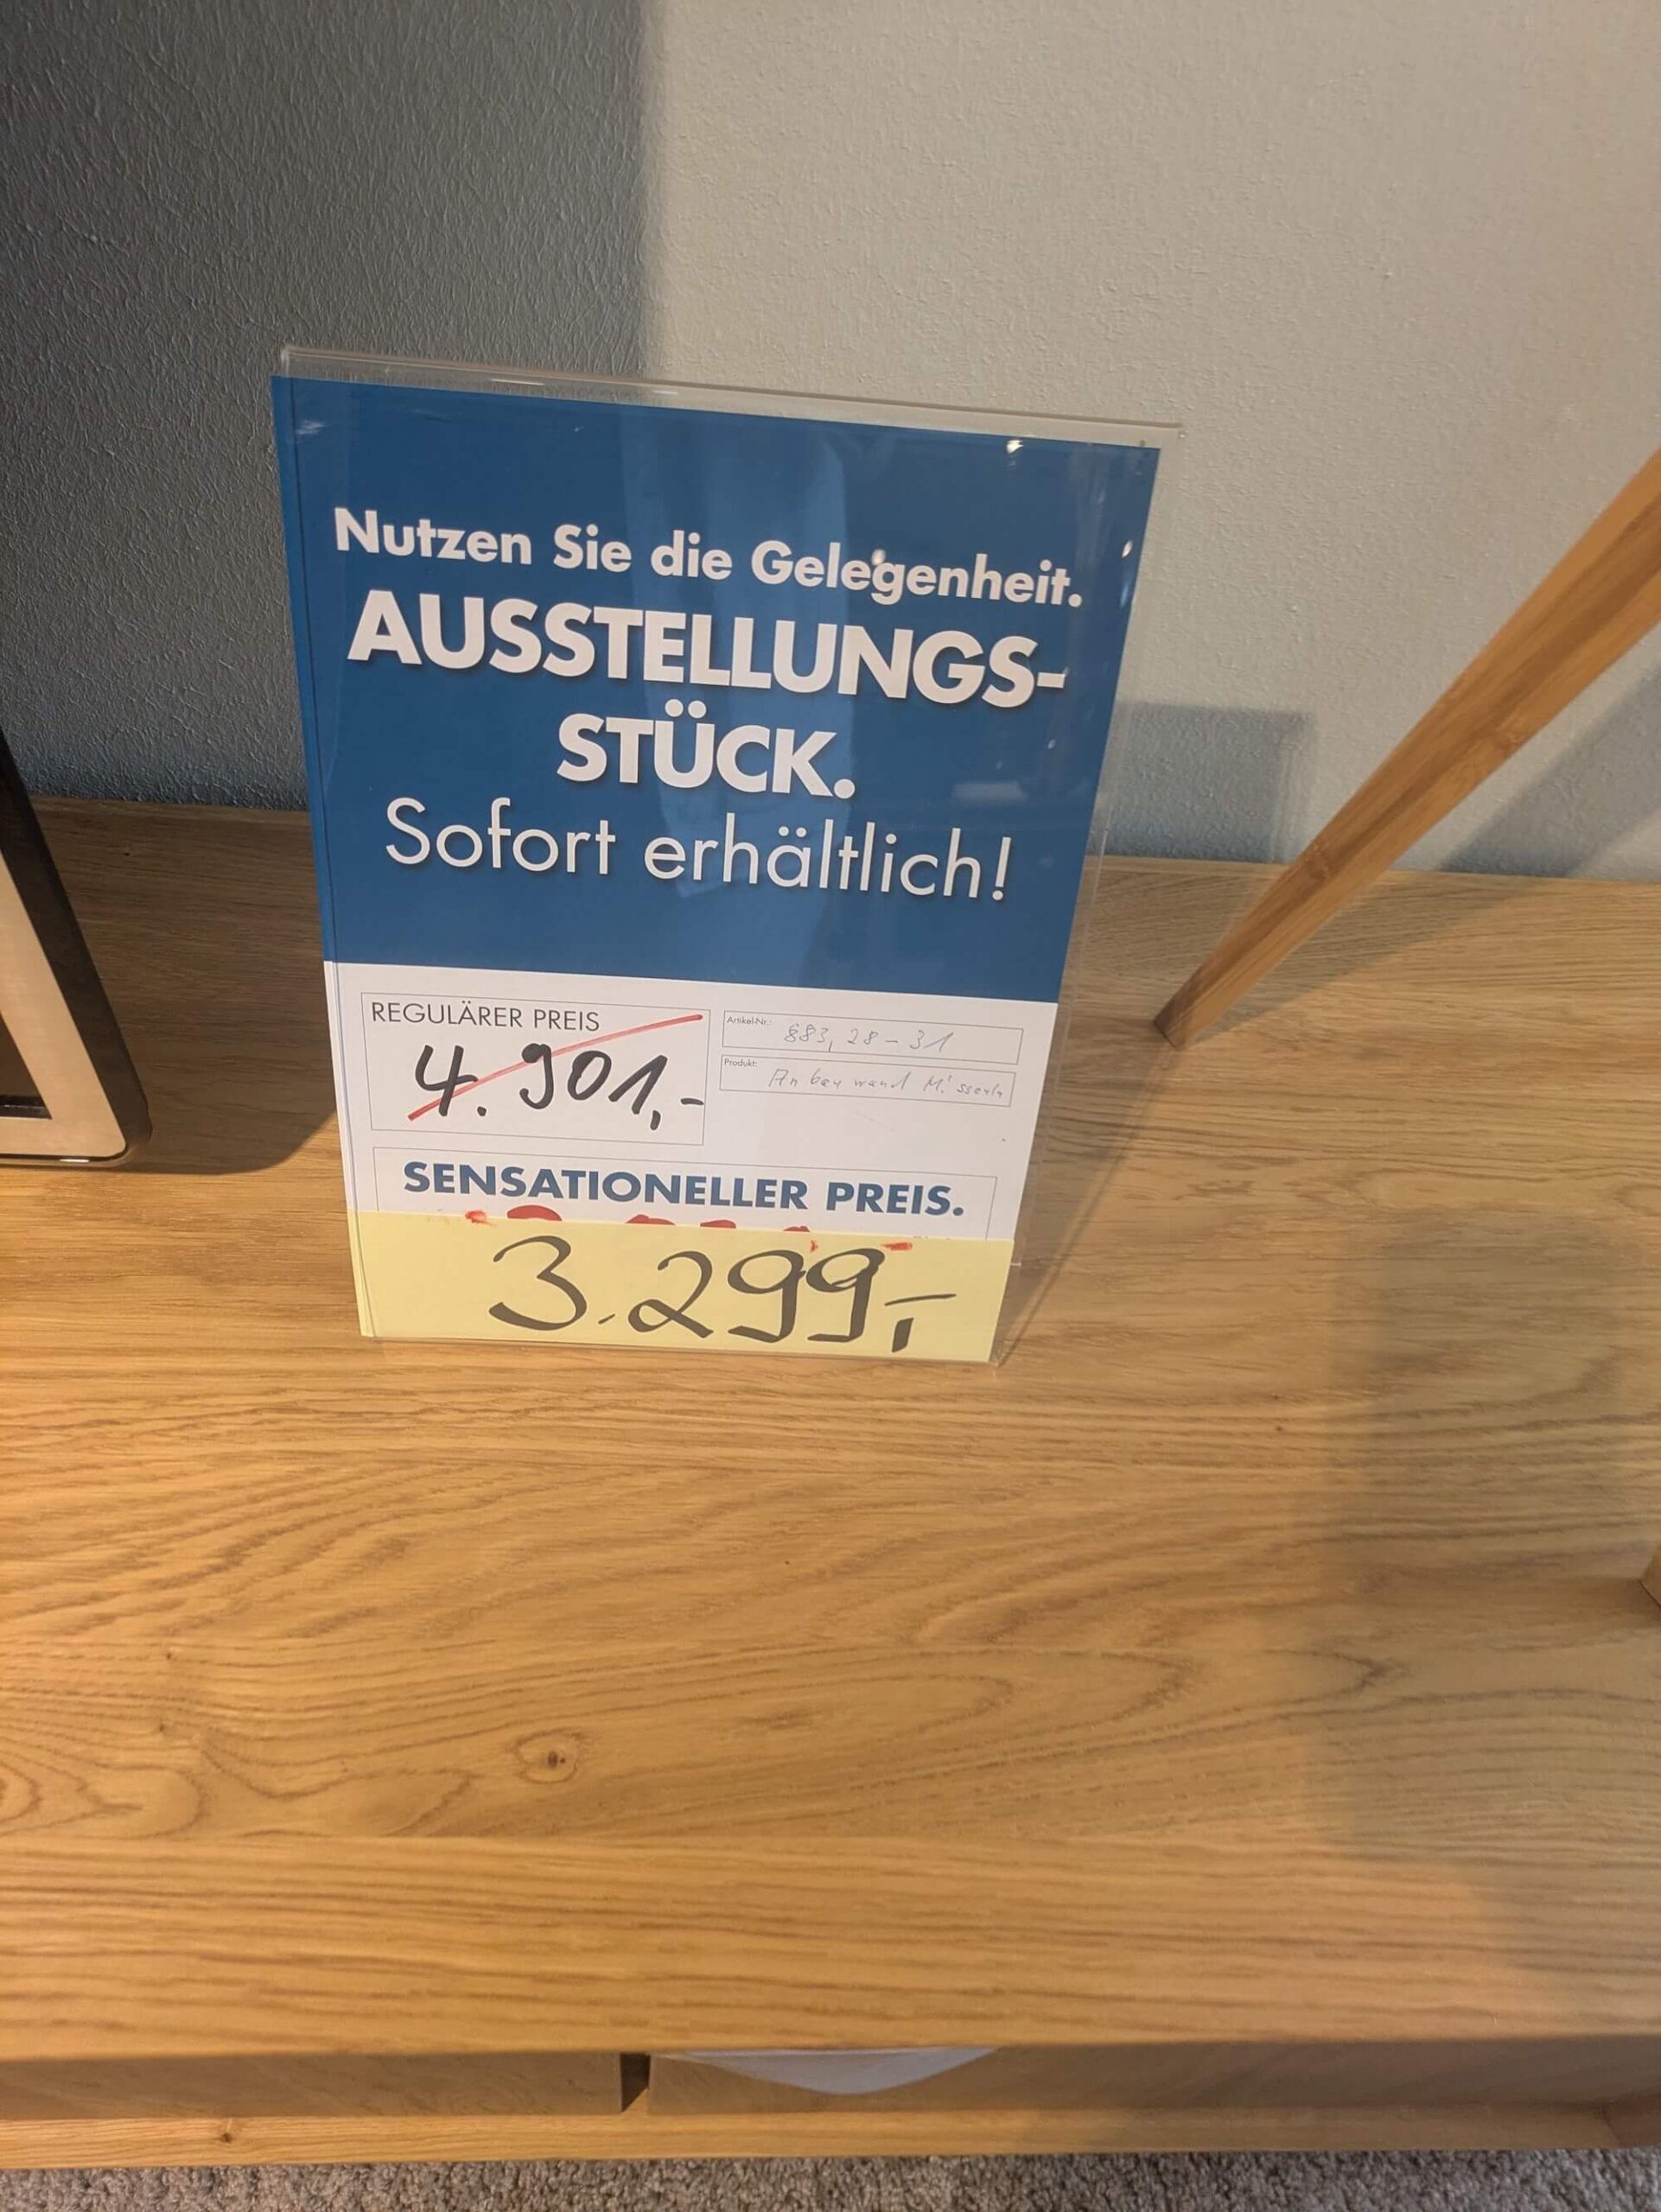 Nutzen Sie die Gelegenheit.
AUSSTELLUNGS-
STÜCK.
Sofort erhältlich!
REGULÄRER PREIS
4.901,-
Artikel-Nr.: 883, 28-31
Produkt: Anbauwand
SENSATIONELLER PREIS.
3.299,-